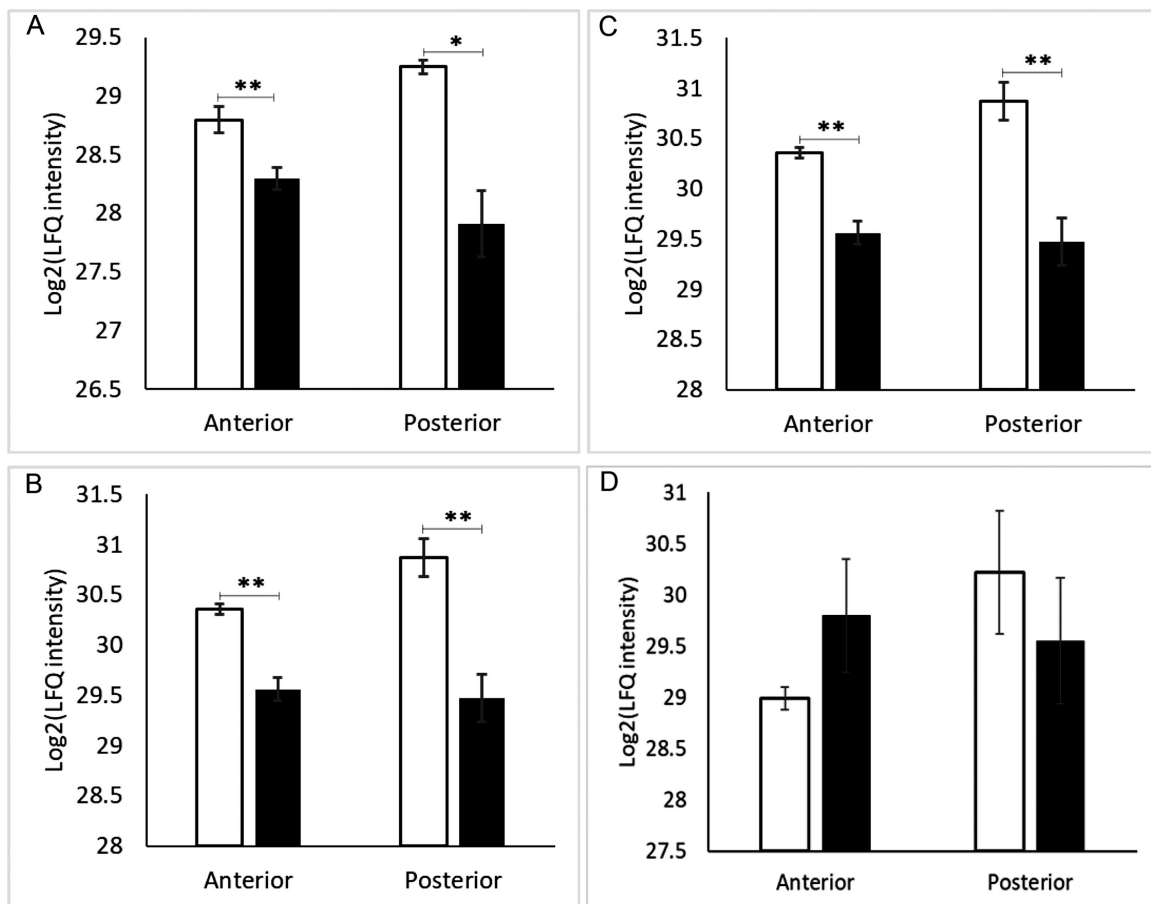 A
Log2(LFQ intensity)
29.5
29
28.5
28
27.5
27
26.5
**
*
Anterior
Posterior
C
Log2(LFQ intensity)
31.5
31
30.5
30
29.5
29
28.5
28
**
**
Anterior
Posterior
B
Log2(LFQ intensity)
31.5
31
30.5
30
29.5
29
28.5
28
**
**
Anterior
Posterior
D
Log2(LFQ intensity)
31
30.5
30
29.5
29
28.5
28
27.5
Anterior
Posterior